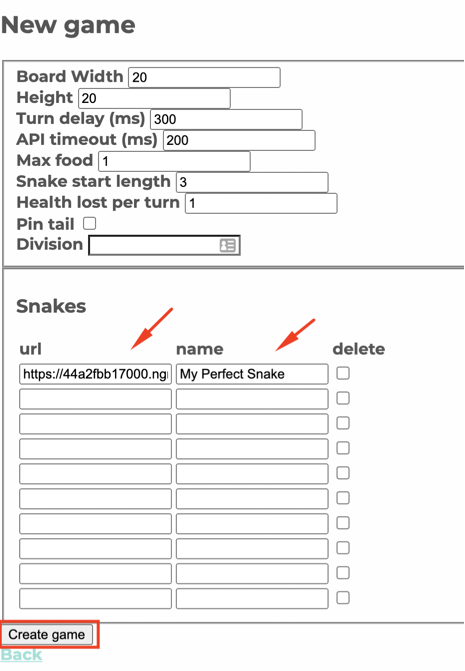 New game
Board Width 20
Height 20
Turn delay (ms) 300
API timeout (ms) 200
Max food 1
Snake start length 3
Health lost per turn 1
Pin tail
Division
Snakes
url name delete
https://44a2fbb17000.ng My Perfect Snake
Create game
Back